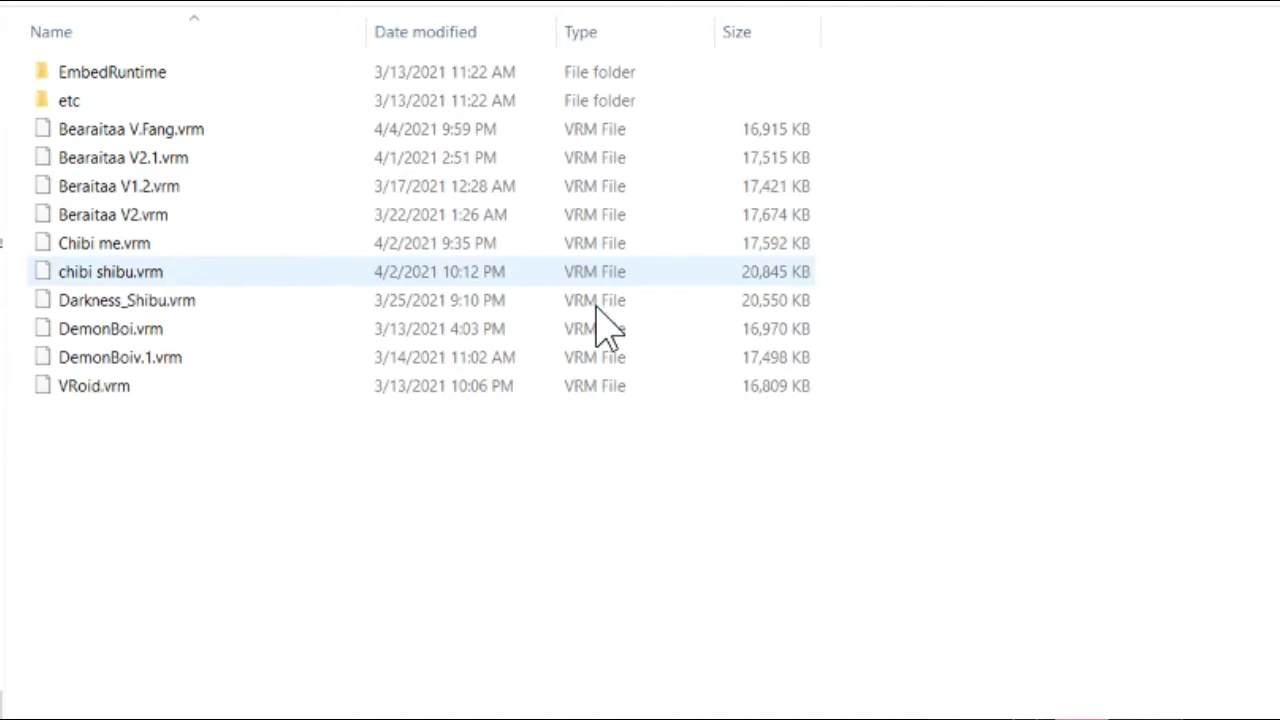 Name Date modified Type Size
EmbedRuntime 3/13/2021 11:22 AM File folder
etc 3/13/2021 11:22 AM File folder
Bearaitaa V.Fang.vrm 4/4/2021 9:59 PM VRM File 16,915 KB
Bearaitaa V2.1.vrm 4/1/2021 2:51 PM VRM File 17,515 KB
Beraitaa V1.2.vrm 3/17/2021 12:28 AM VRM File 17,421 KB
Beraitaa V2.vrm 3/22/2021 1:26 AM VRM File 17,674 KB
Chibi me.vrm 4/2/2021 9:35 PM VRM File 17,592 KB
chibi shibu.vrm 4/2/2021 10:12 PM VRM File 20,845 KB
Darkness_Shibu.vrm 3/25/2021 9:10 PM VRM File 20,550 KB
DemonBoi.vrm 3/13/2021 4:03 PM VRM File 16,970 KB
DemonBoiv.1.vrm 3/14/2021 11:02 AM VRM File 17,498 KB
VRoid.vrm 3/13/2021 10:06 PM VRM File 16,809 KB